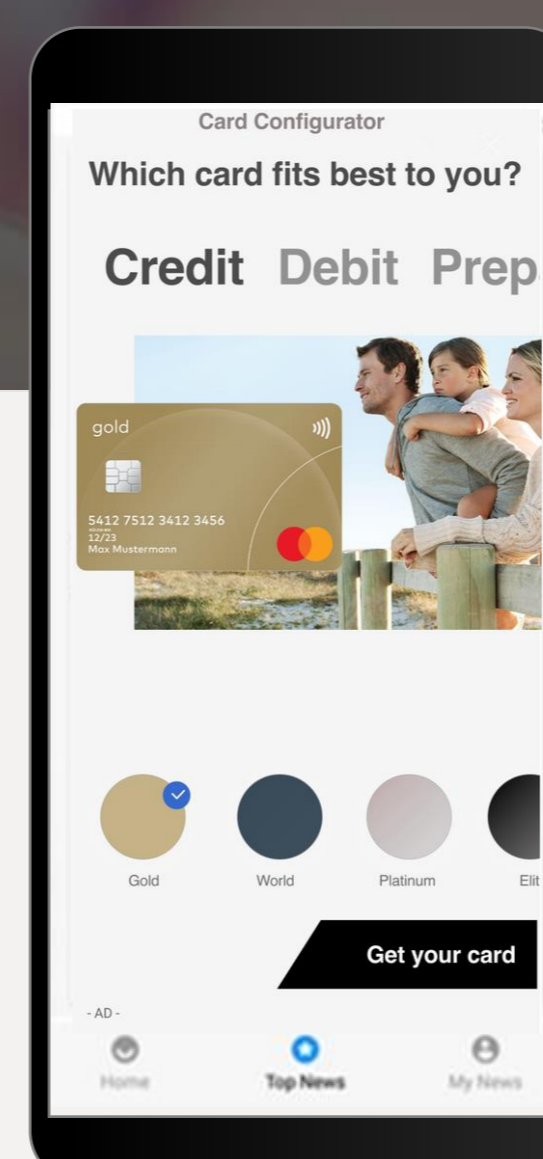 Card Configurator
Which card fits best to you?
Credit Debit Prep
gold
5412 7512 3412 3456
12/23
Max Mustermann
Gold World Platinum Elit
Get your card
- AD -
Home Top News My News